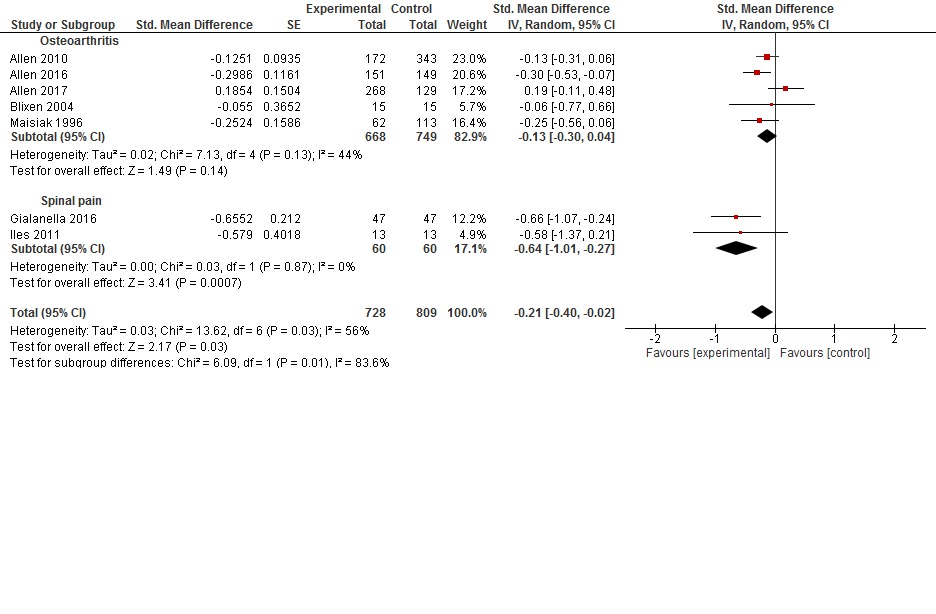 Experimental Control
Std. Mean Difference
Std. Mean Difference
Study or Subgroup Std. Mean Difference SE Total Total Weight IV, Random, 95% CI IV, Random, 95% CI
Osteoarthritis
Allen 2010 -0.1251 0.0935 172 343 23.0% -0.13 [-0.31, 0.06]
Allen 2016 -0.2986 0.1161 151 149 20.6% -0.30 [-0.53, -0.07]
Allen 2017 0.1854 0.1504 268 129 17.2% 0.19 [-0.11, 0.48]
Blixen 2004 -0.055 0.3652 15 15 5.7% -0.06 [-0.77, 0.66]
Maisiak 1996 -0.2524 0.1586 62 113 16.4% -0.25 [-0.56, 0.06]
Subtotal (95% CI) 668 749 82.9% -0.13 [-0.30, 0.04]
Heterogeneity: Tau² = 0.02; Chi² = 7.13, df = 4 (P = 0.13); I² = 44%
Test for overall effect: Z = 1.49 (P = 0.14)
Spinal pain
Gialanella 2016 -0.6552 0.212 47 47 12.2% -0.66 [-1.07, -0.24]
Iles 2011 -0.579 0.4018 13 13 4.9% -0.58 [-1.37, 0.21]
Subtotal (95% CI) 60 60 17.1% -0.64 [-1.01, -0.27]
Heterogeneity: Tau² = 0.00; Chi² = 0.03, df = 1 (P = 0.87); I² = 0%
Test for overall effect: Z = 3.41 (P = 0.0007)
Total (95% CI) 728 809 100.0% -0.21 [-0.40, -0.02]
Heterogeneity: Tau² = 0.03; Chi² = 13.62, df = 6 (P = 0.03); I² = 56%
Test for overall effect: Z = 2.17 (P = 0.03)
Test for subgroup differences: Chi² = 6.09, df = 1 (P = 0.01), I² = 83.6%
-2 -1 0 1 2
Favours [experimental] Favours [control]